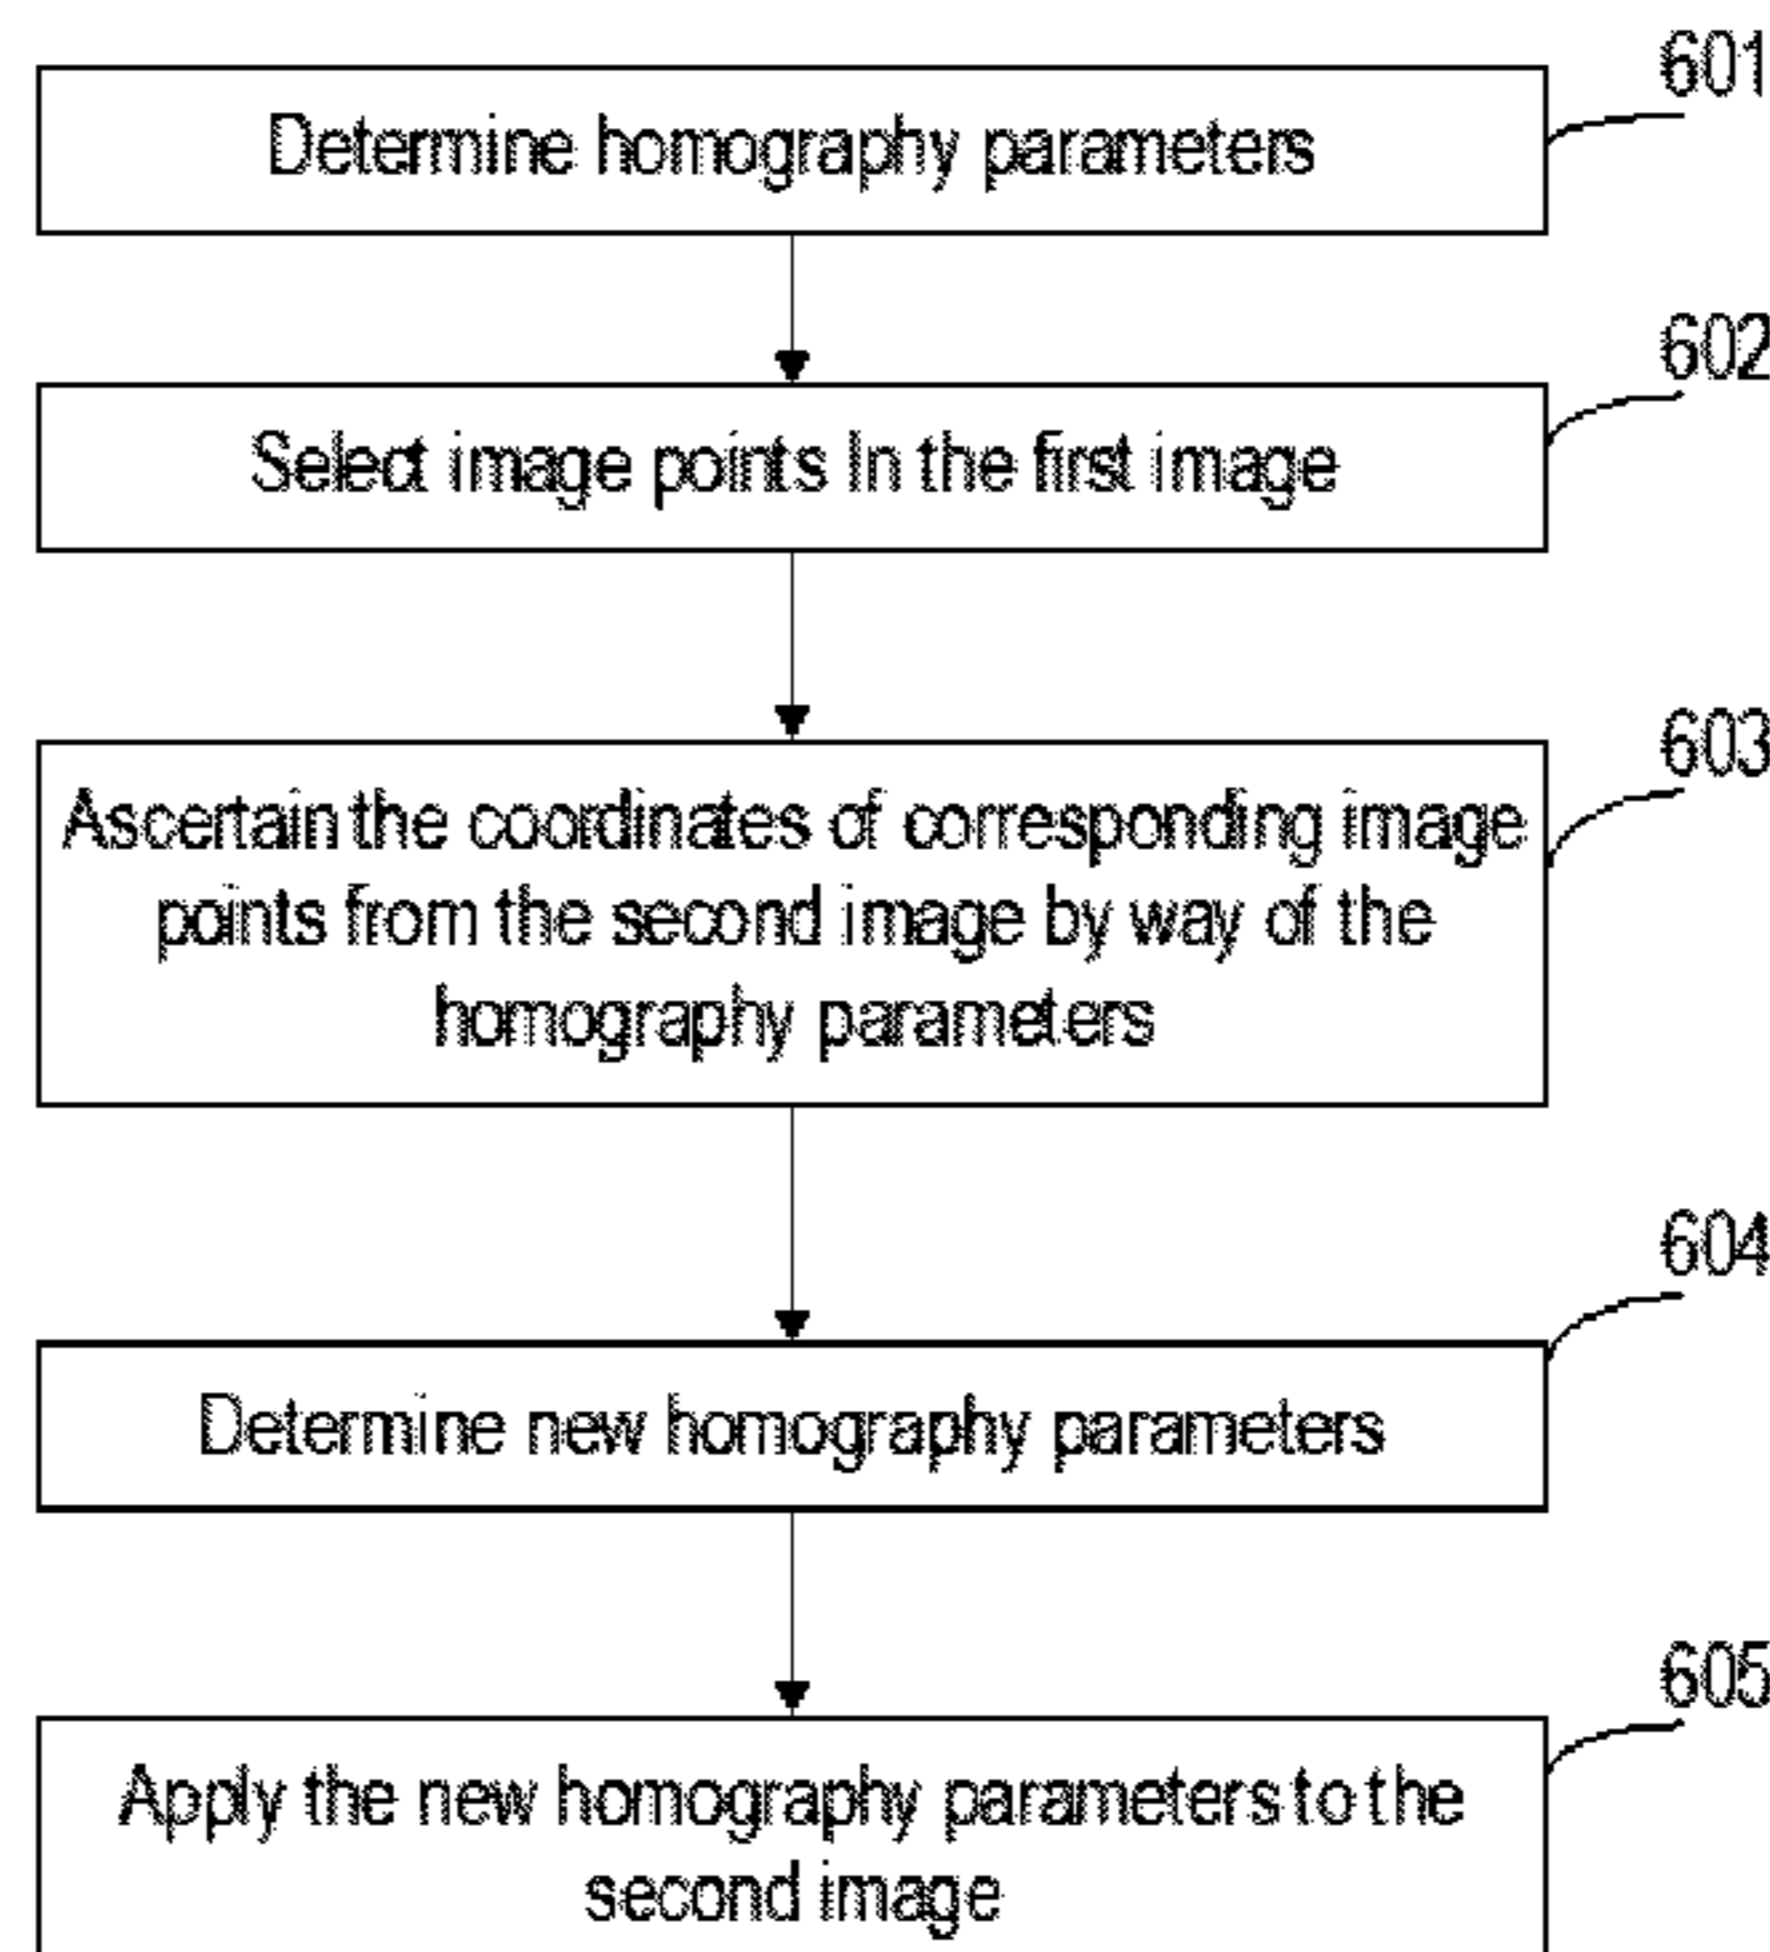 601
Determine homography parameters
602
Select image points In the first image
603
Ascertain the coordinates of corresponding image
points from the second image by way of the
homography parameters
604
Determine new homography parameters
605
Apply the new homography parameters to the
second image